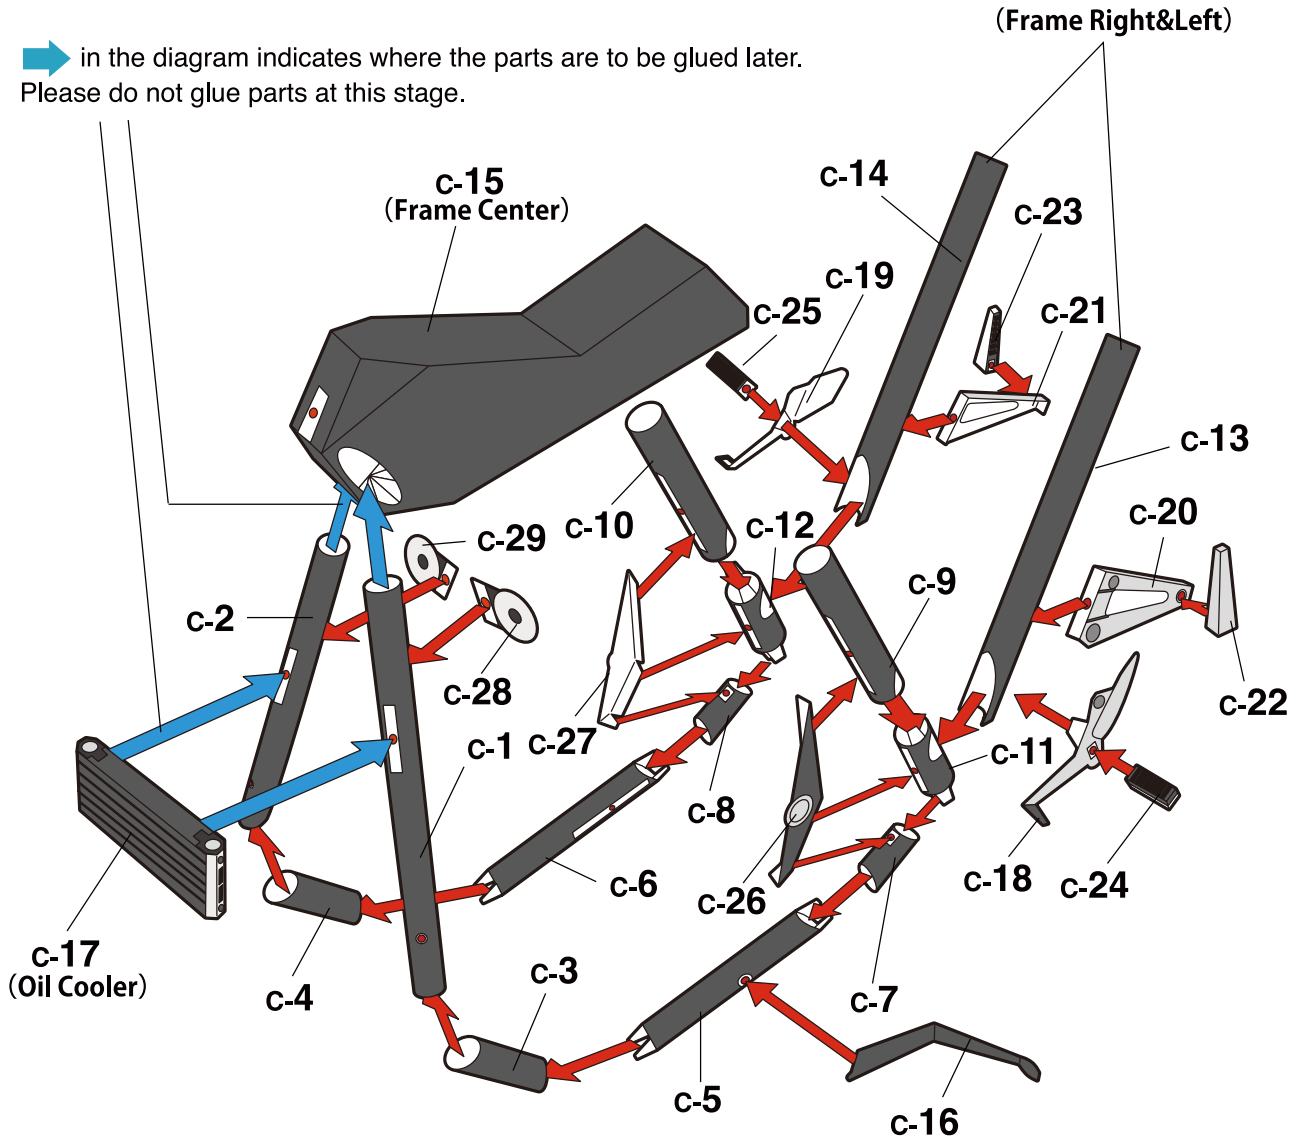 (Frame Right&Left)
in the diagram indicates where the parts are to be glued later.
Please do not glue parts at this stage.
C-15
(Frame Center)
C-14
C-23
C-19
C-25
C-21
C-13
C-10
C-12
C-20
C-29
C-9
C-2
C-28
C-22
C-27
C-1
C-11
C-8
C-6
C-26
C-18
C-24
C-17
(Oil Cooler)
C-4
C-3
C-7
C-5
C-16